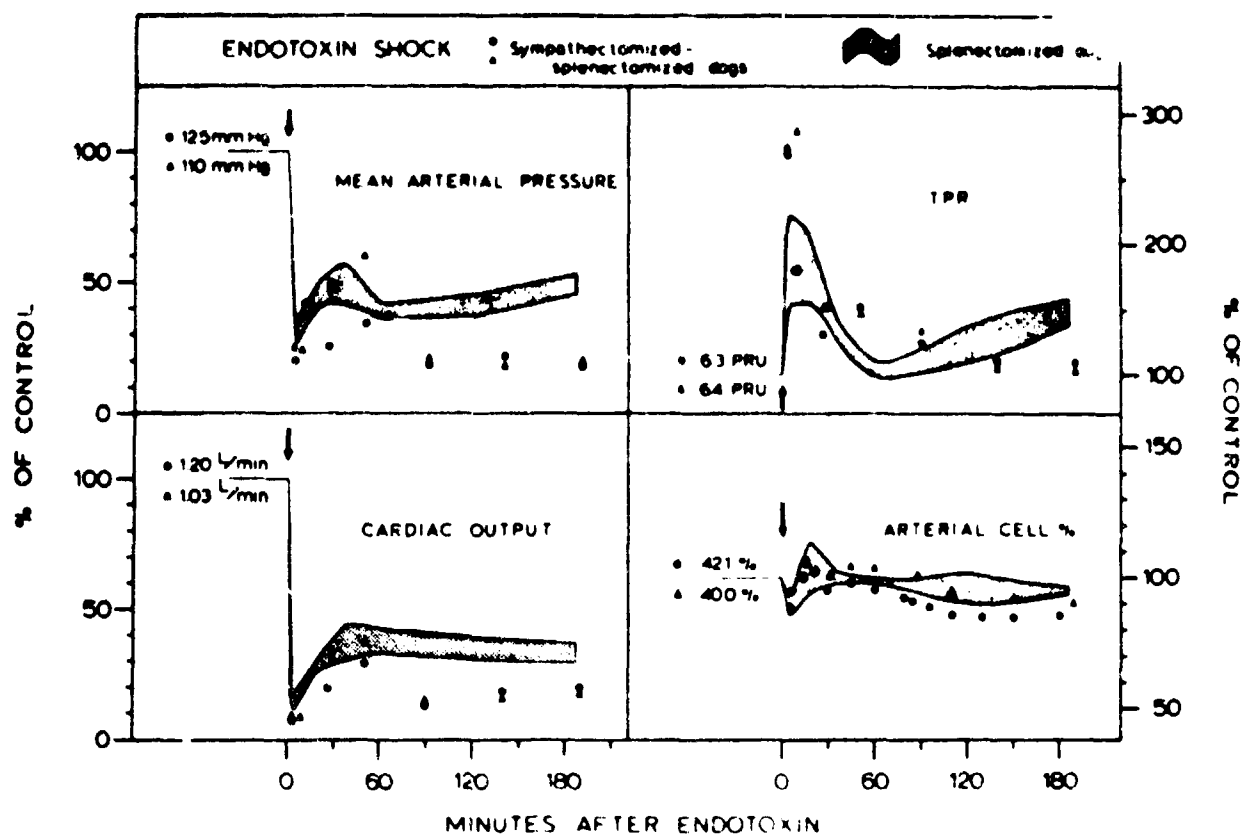 ENDOTOXIN SHOCK
• Sympathectomized-
▲ splenectomized dogs
Splenectomized
• 125 mm Hg
▲ 110 mm Hg
MEAN ARTERIAL PRESSURE
100
50
0
TPR
• 6.3 PRU
▲ 6.4 PRU
300
200
100
• 1.20 L/min
▲ 1.03 L/min
CARDIAC OUTPUT
100
50
0
ARTERIAL CELL %
• 42.1 %
▲ 40.0 %
150
100
50
% OF CONTROL
% OF CONTROL
0 60 120 180
0 60 120 180
MINUTES AFTER ENDOTOXIN